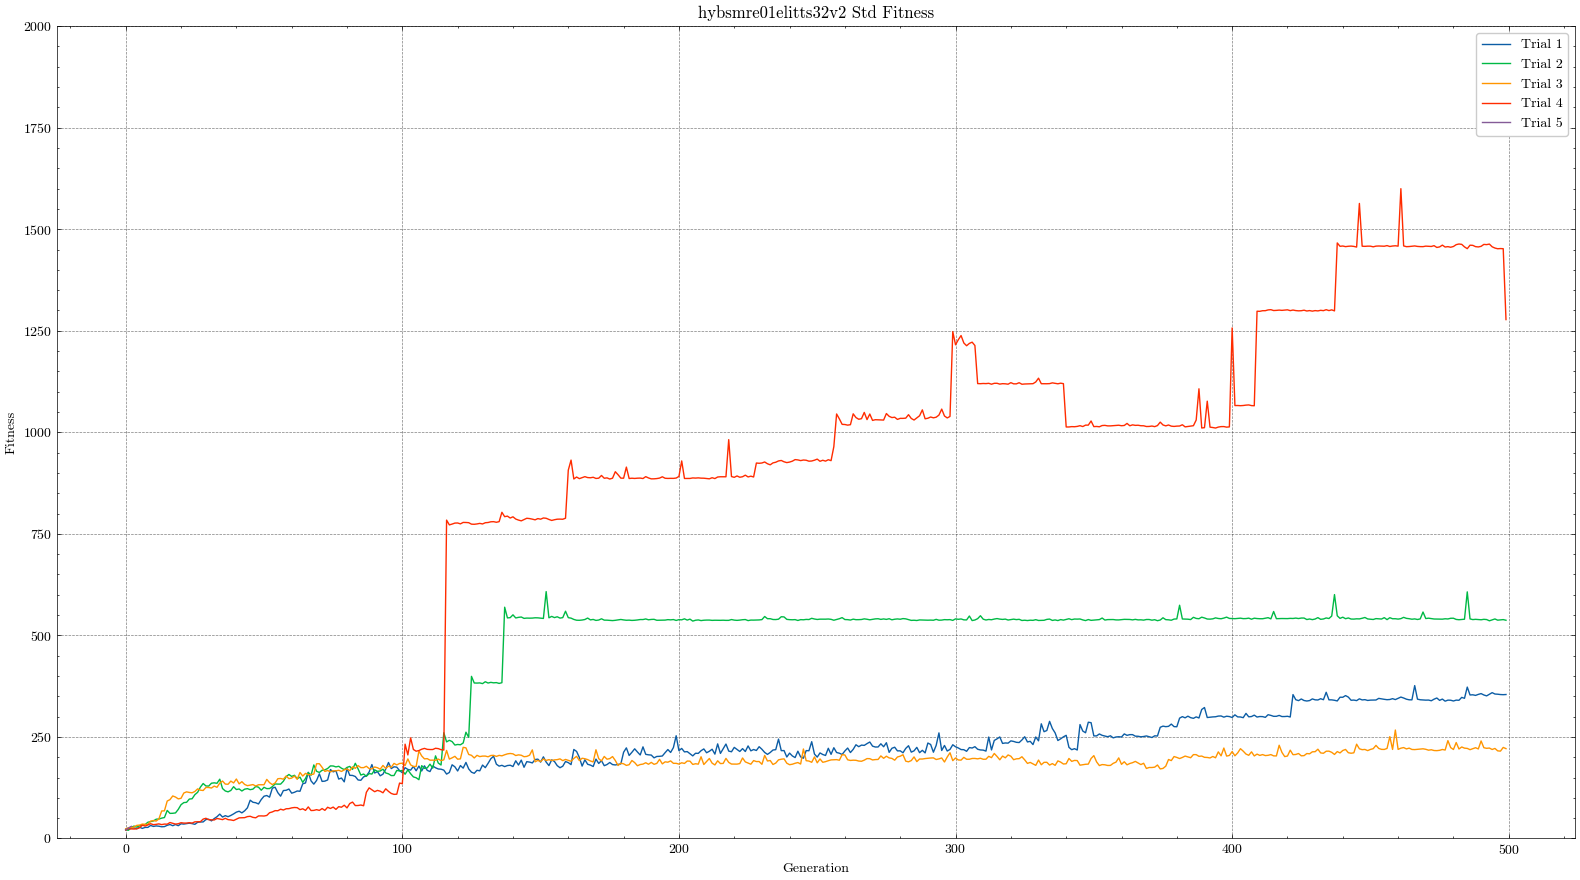 hybsmre01elitts32v2 Std Fitness
2000
1750
1500
1250
1000
750
500
250
0
Fitness
0
100
200
300
400
500
Generation
Trial 1
Trial 2
Trial 3
Trial 4
Trial 5